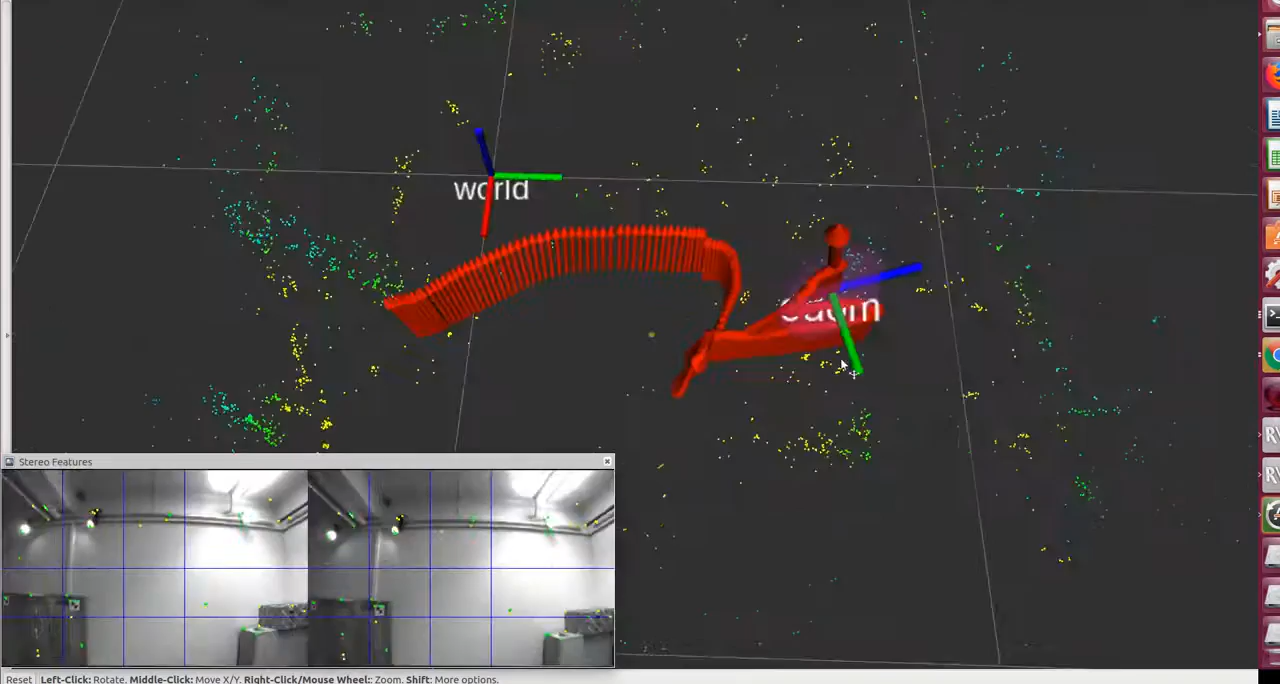 world
Stereo Features
Reset Left-Click: Rotate. Middle-Click: Move X/Y. Right-Click/Mouse Wheel:: Zoom. Shift: More options.